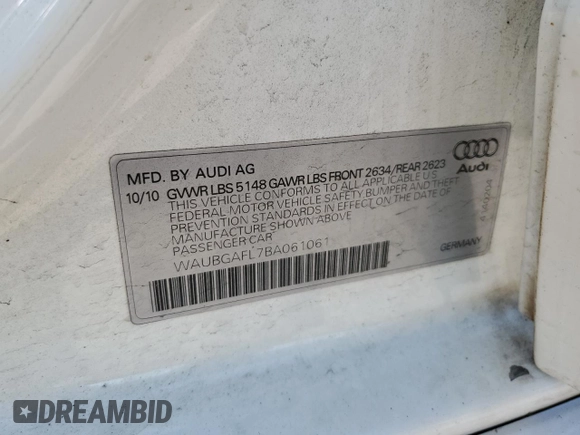 MFD. BY AUDI AG
10/10 GVWR LBS 5148 GAWR LBS FRONT 2634/REAR 2623
THIS VEHICLE CONFORMS TO ALL APPLICABLE U.S
FEDERAL MOTOR VEHICLE SAFETY BUMPER AND THEFT
PREVENTION STANDARDS IN EFFECT ON THE DATE OF
MANUFACTURE SHOWN ABOVE
PASSENGER CAR
WAUBGAFL7BA061061
Audi
GERMANY
DREAMBID